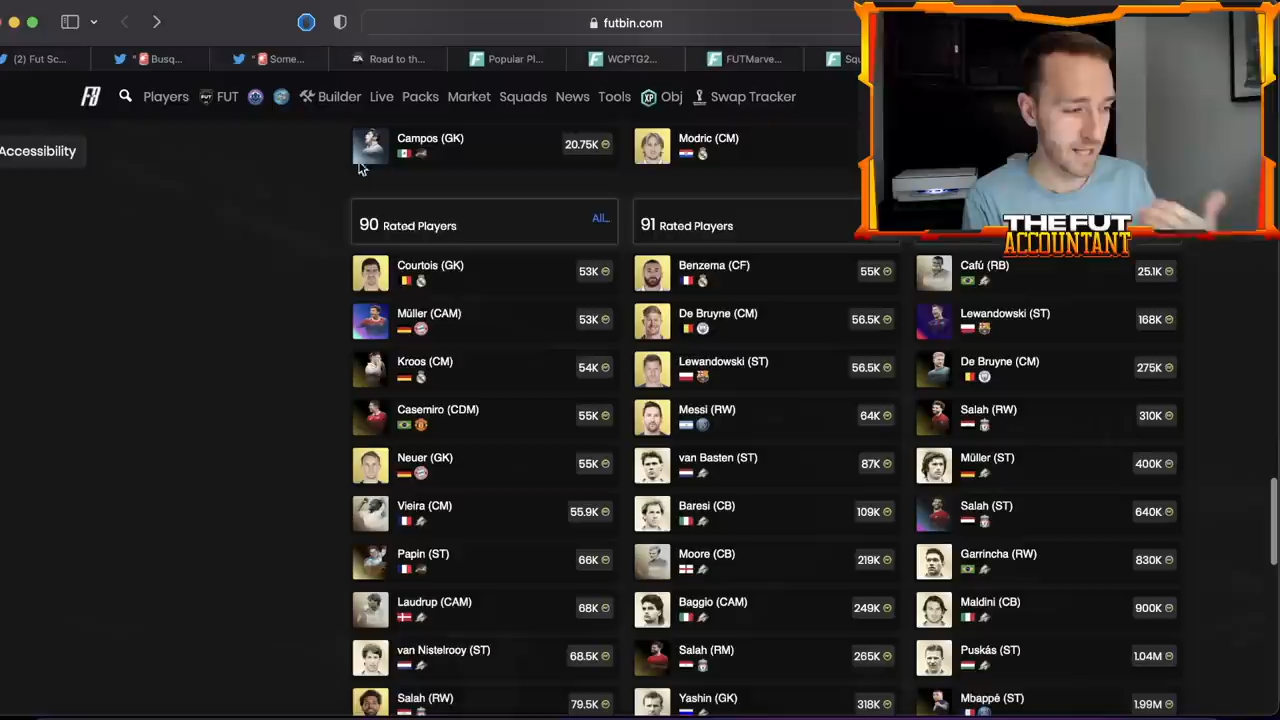 futbin.com
(2) Fut Sc...
"Busq...
"Some...
Road to th...
Popular Pl...
WCPTG2...
FUTMarve...
Squ
F8
Players
FUT
Builder
Live
Packs
Market
Squads
News
Tools
XP
Obj
Swap Tracker
Accessibility
Campos (GK)
20.75K
Modric (CM)
THE FUT
ACCOUNTANT
90 Rated Players
All...
Courtois (GK)
53K
Müller (CAM)
53K
Kroos (CM)
54K
Casemiro (CDM)
55K
Neuer (GK)
55K
Vieira (CM)
55.9K
Papin (ST)
66K
Laudrup (CAM)
68K
van Nistelrooy (ST)
68.5K
Salah (RW)
79.5K
91 Rated Players
Benzema (CF)
55K
De Bruyne (CM)
56.5K
Lewandowski (ST)
56.5K
Messi (RW)
64K
van Basten (ST)
87K
Baresi (CB)
109K
Moore (CB)
219K
Baggio (CAM)
249K
Salah (RM)
265K
Yashin (GK)
318K
Cafú (RB)
25.1K
Lewandowski (ST)
168K
De Bruyne (CM)
275K
Salah (RW)
310K
Müller (ST)
400K
Salah (ST)
640K
Garrincha (RW)
830K
Maldini (CB)
900K
Puskás (ST)
1.04M
Mbappé (ST)
1.99M